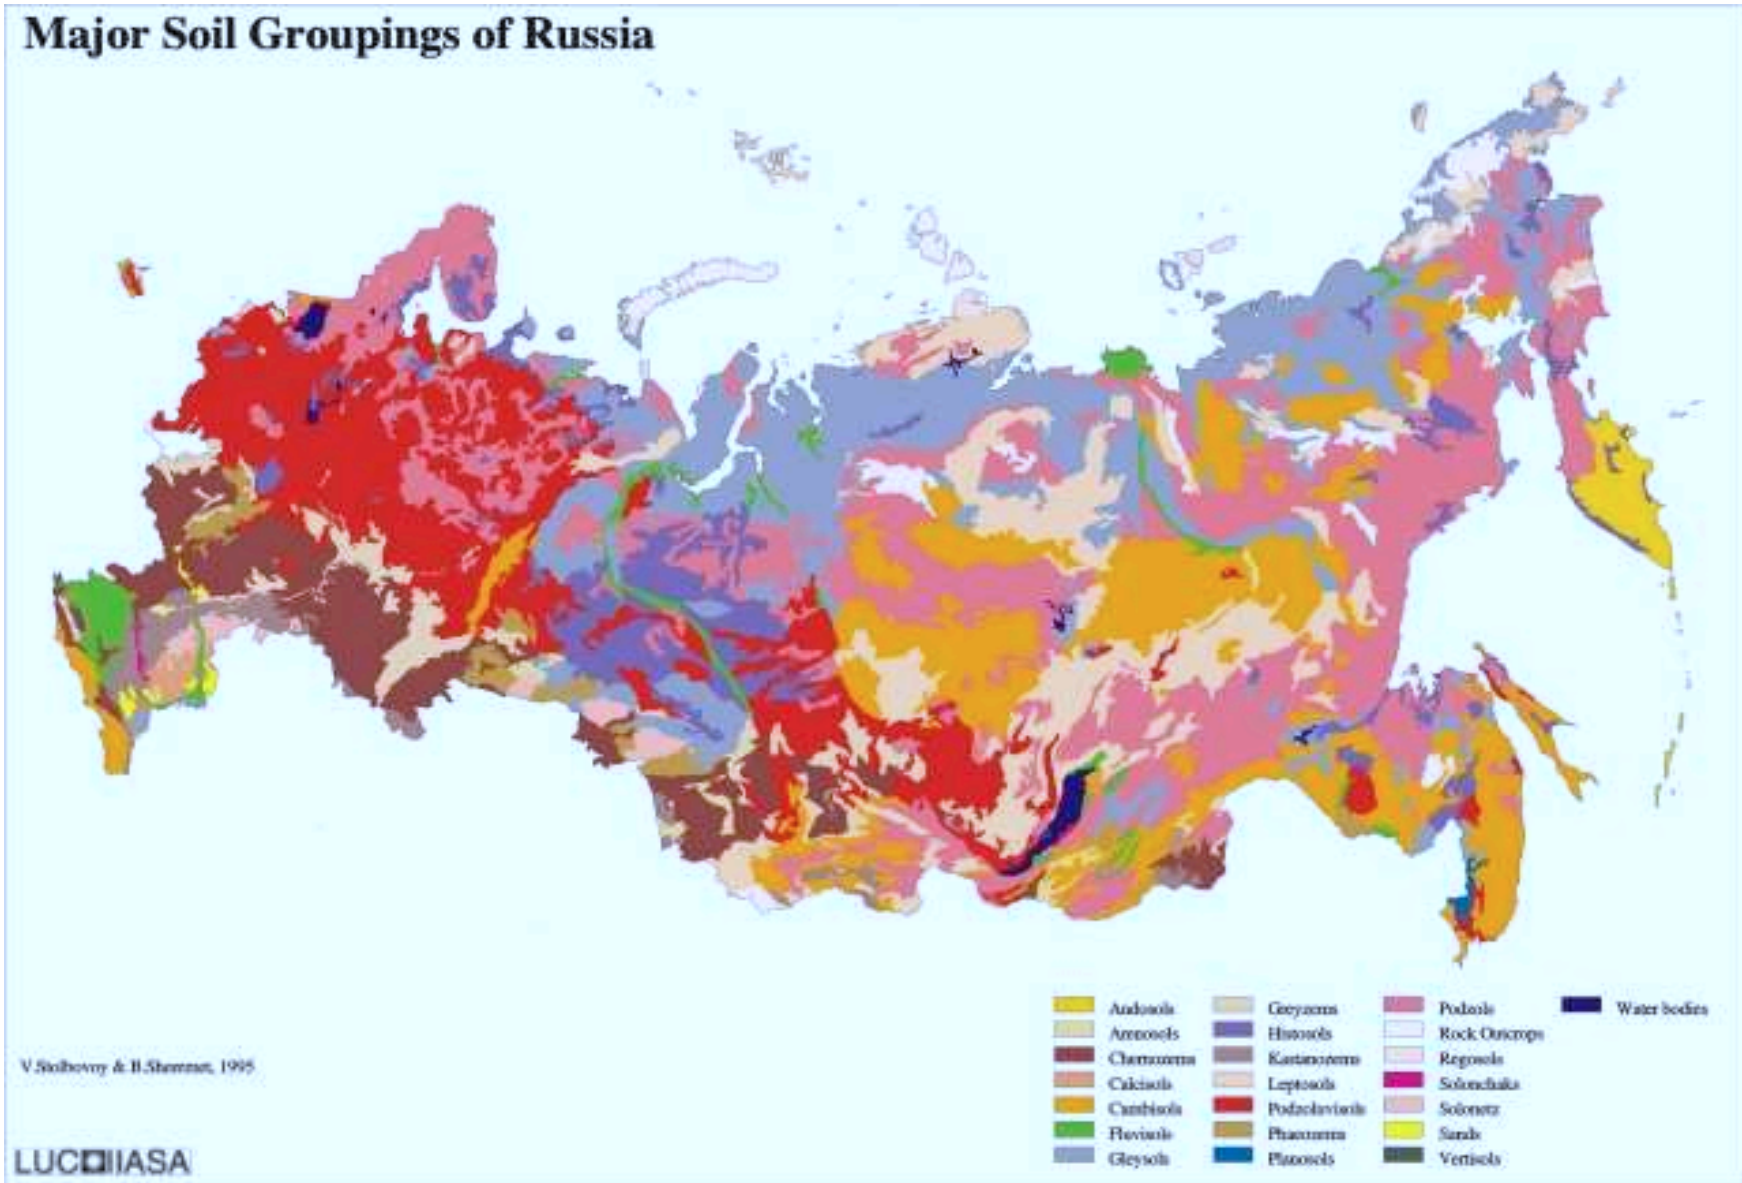 Major Soil Groupings of Russia
Andosols
Arenosols
Chernozems
Calcisols
Cambisols
Fluvisols
Gleysols
Greyzems
Histosols
Kastanozems
Leptosols
Podzoluvisols
Phaeozems
Planosols
Podzols
Rock Outcrops
Regosols
Solonchaks
Solonetz
Sands
Vertisols
Water bodies
V.Stolbovoy & B.Sheremet, 1995
LUC IIASA